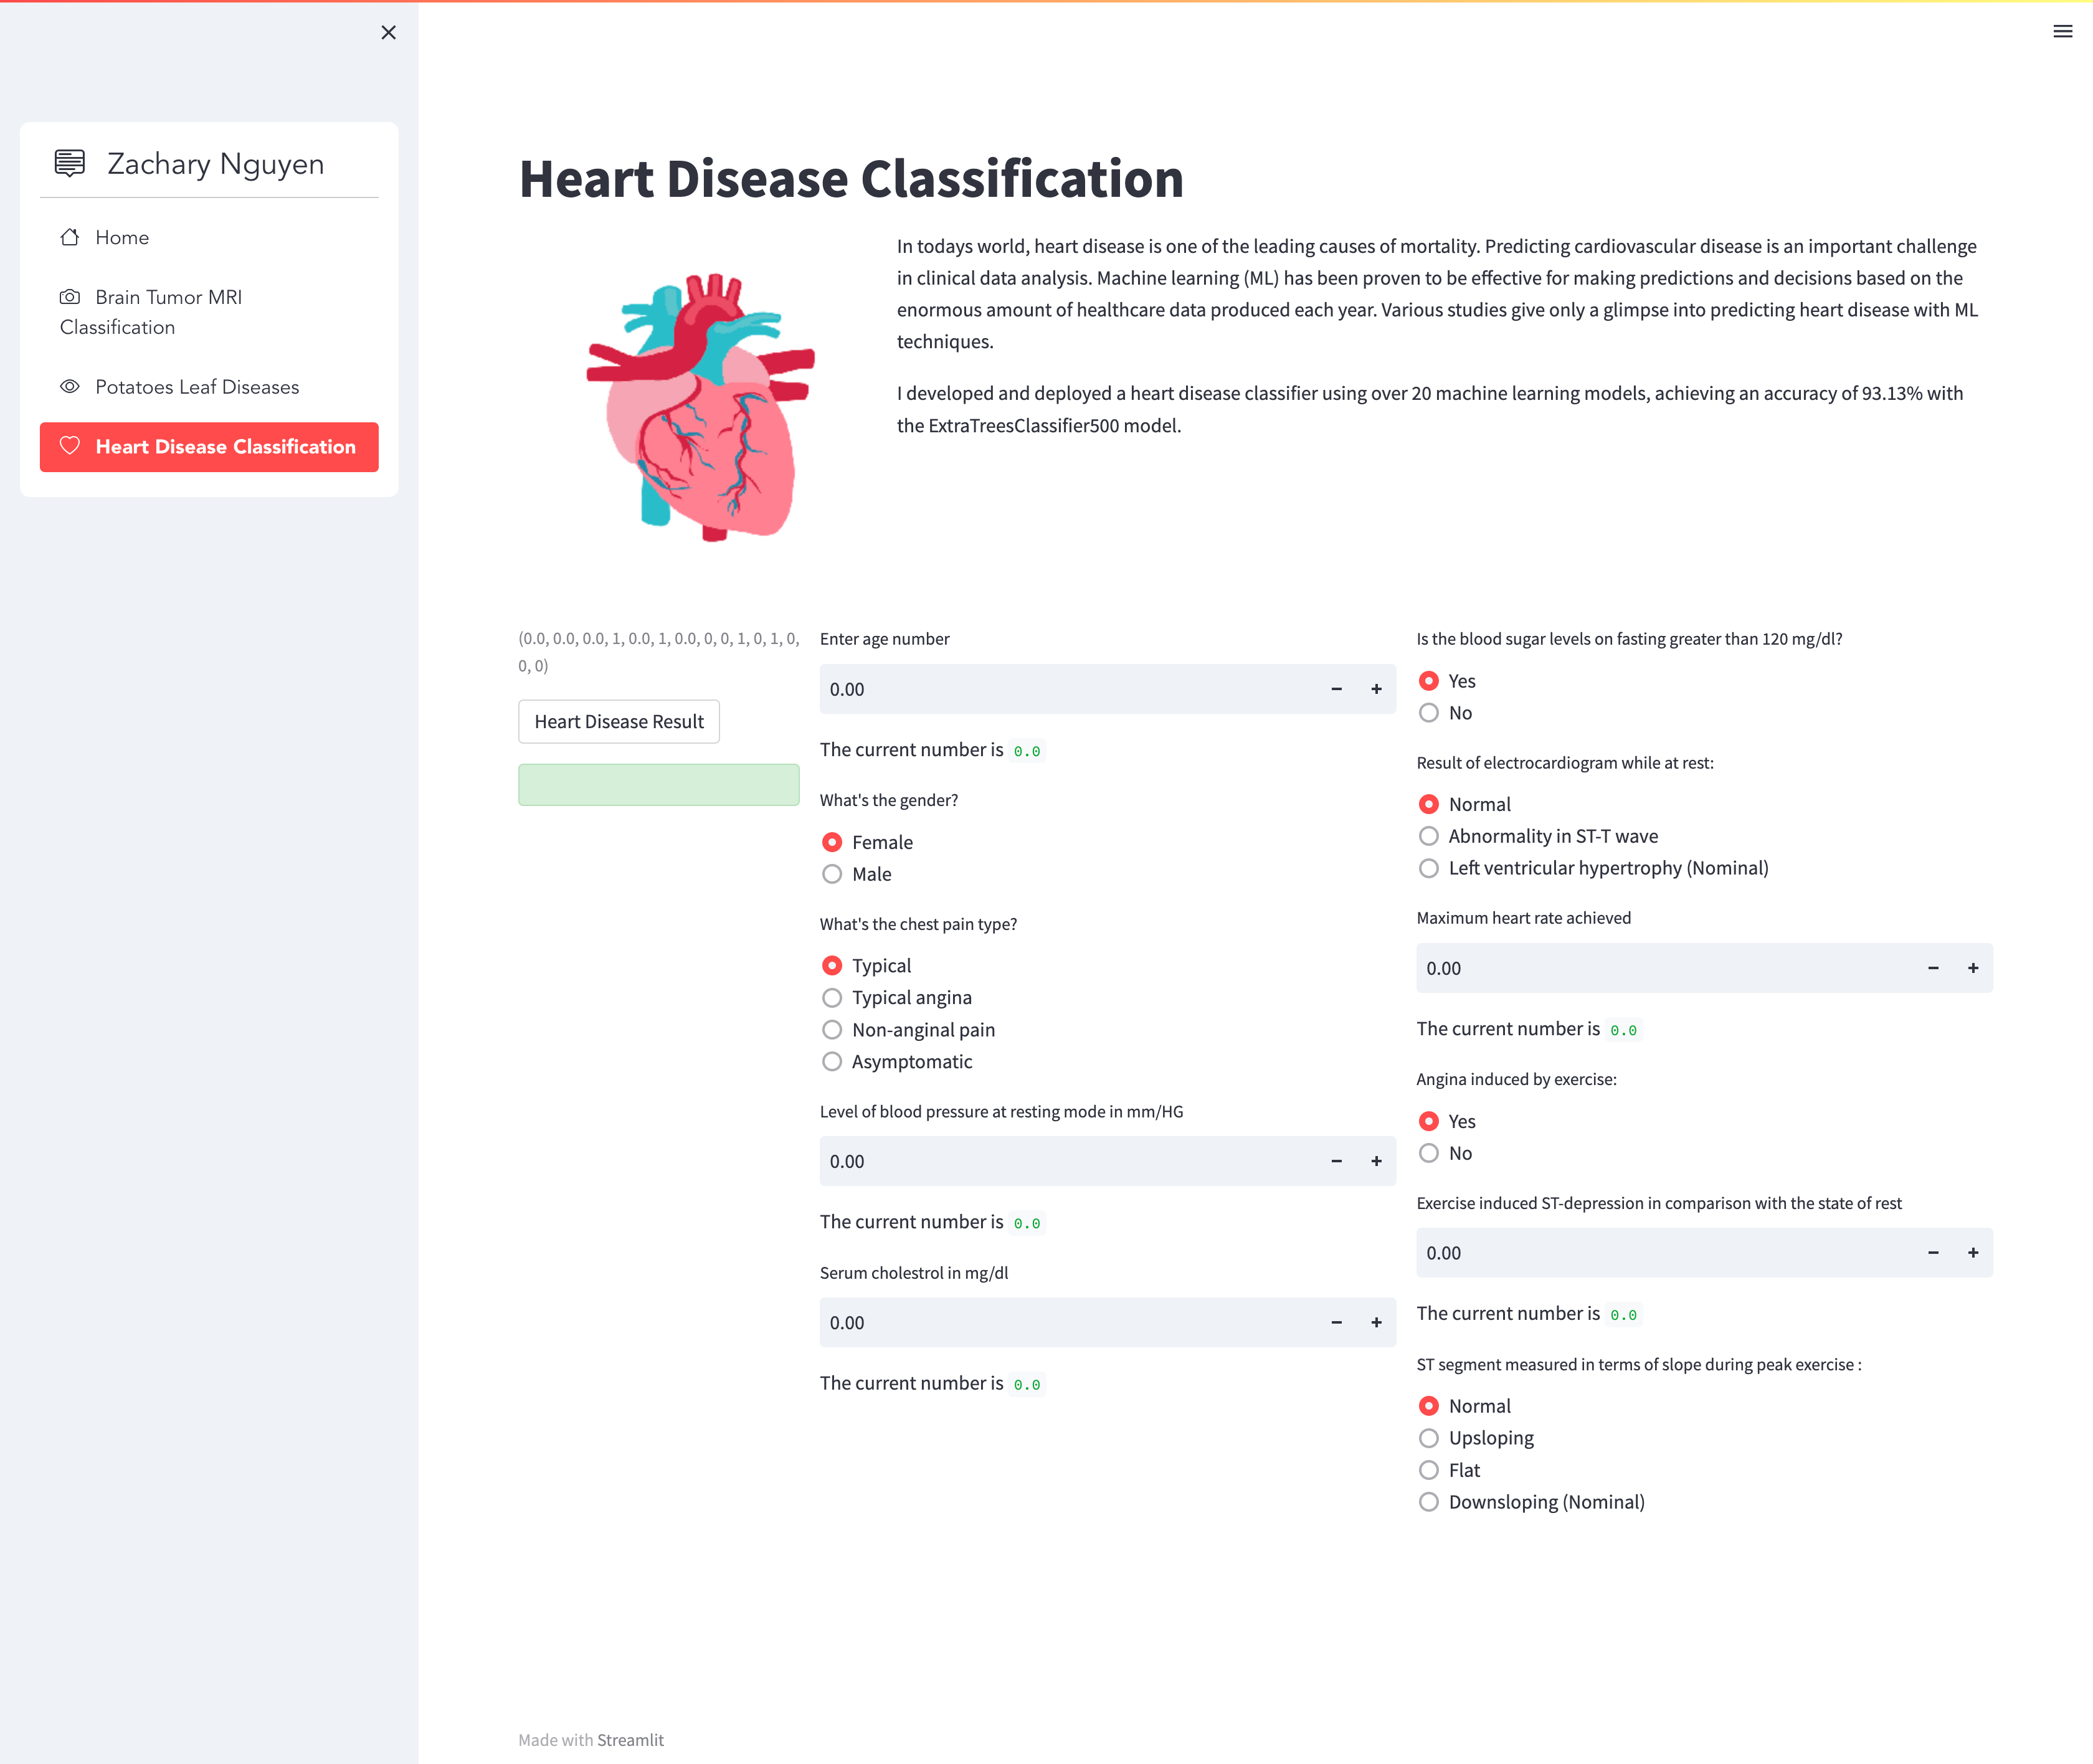 Zachary Nguyen
Home
Brain Tumor MRI
Classification
Potatoes Leaf Diseases
Heart Disease Classification
Heart Disease Classification
In todays world, heart disease is one of the leading causes of mortality. Predicting cardiovascular disease is an important challenge
in clinical data analysis. Machine learning (ML) has been proven to be effective for making predictions and decisions based on the
enormous amount of healthcare data produced each year. Various studies give only a glimpse into predicting heart disease with ML
techniques.
I developed and deployed a heart disease classifier using over 20 machine learning models, achieving an accuracy of 93.13% with
the ExtraTreesClassifier500 model.
(0.0, 0.0, 0.0, 1, 0.0, 1, 0.0, 0, 0, 1, 0, 1, 0,
0, 0)
Heart Disease Result
Enter age number
0.00
The current number is 0.0
What's the gender?
Female
Male
What's the chest pain type?
Typical
Typical angina
Non-anginal pain
Asymptomatic
Level of blood pressure at resting mode in mm/HG
0.00
The current number is 0.0
Serum cholestrol in mg/dl
0.00
The current number is 0.0
Is the blood sugar levels on fasting greater than 120 mg/dl?
Yes
No
Result of electrocardiogram while at rest:
Normal
Abnormality in ST-T wave
Left ventricular hypertrophy (Nominal)
Maximum heart rate achieved
0.00
The current number is 0.0
Angina induced by exercise:
Yes
No
Exercise induced ST-depression in comparison with the state of rest
0.00
The current number is 0.0
ST segment measured in terms of slope during peak exercise :
Normal
Upsloping
Flat
Downsloping (Nominal)
Made with Streamlit